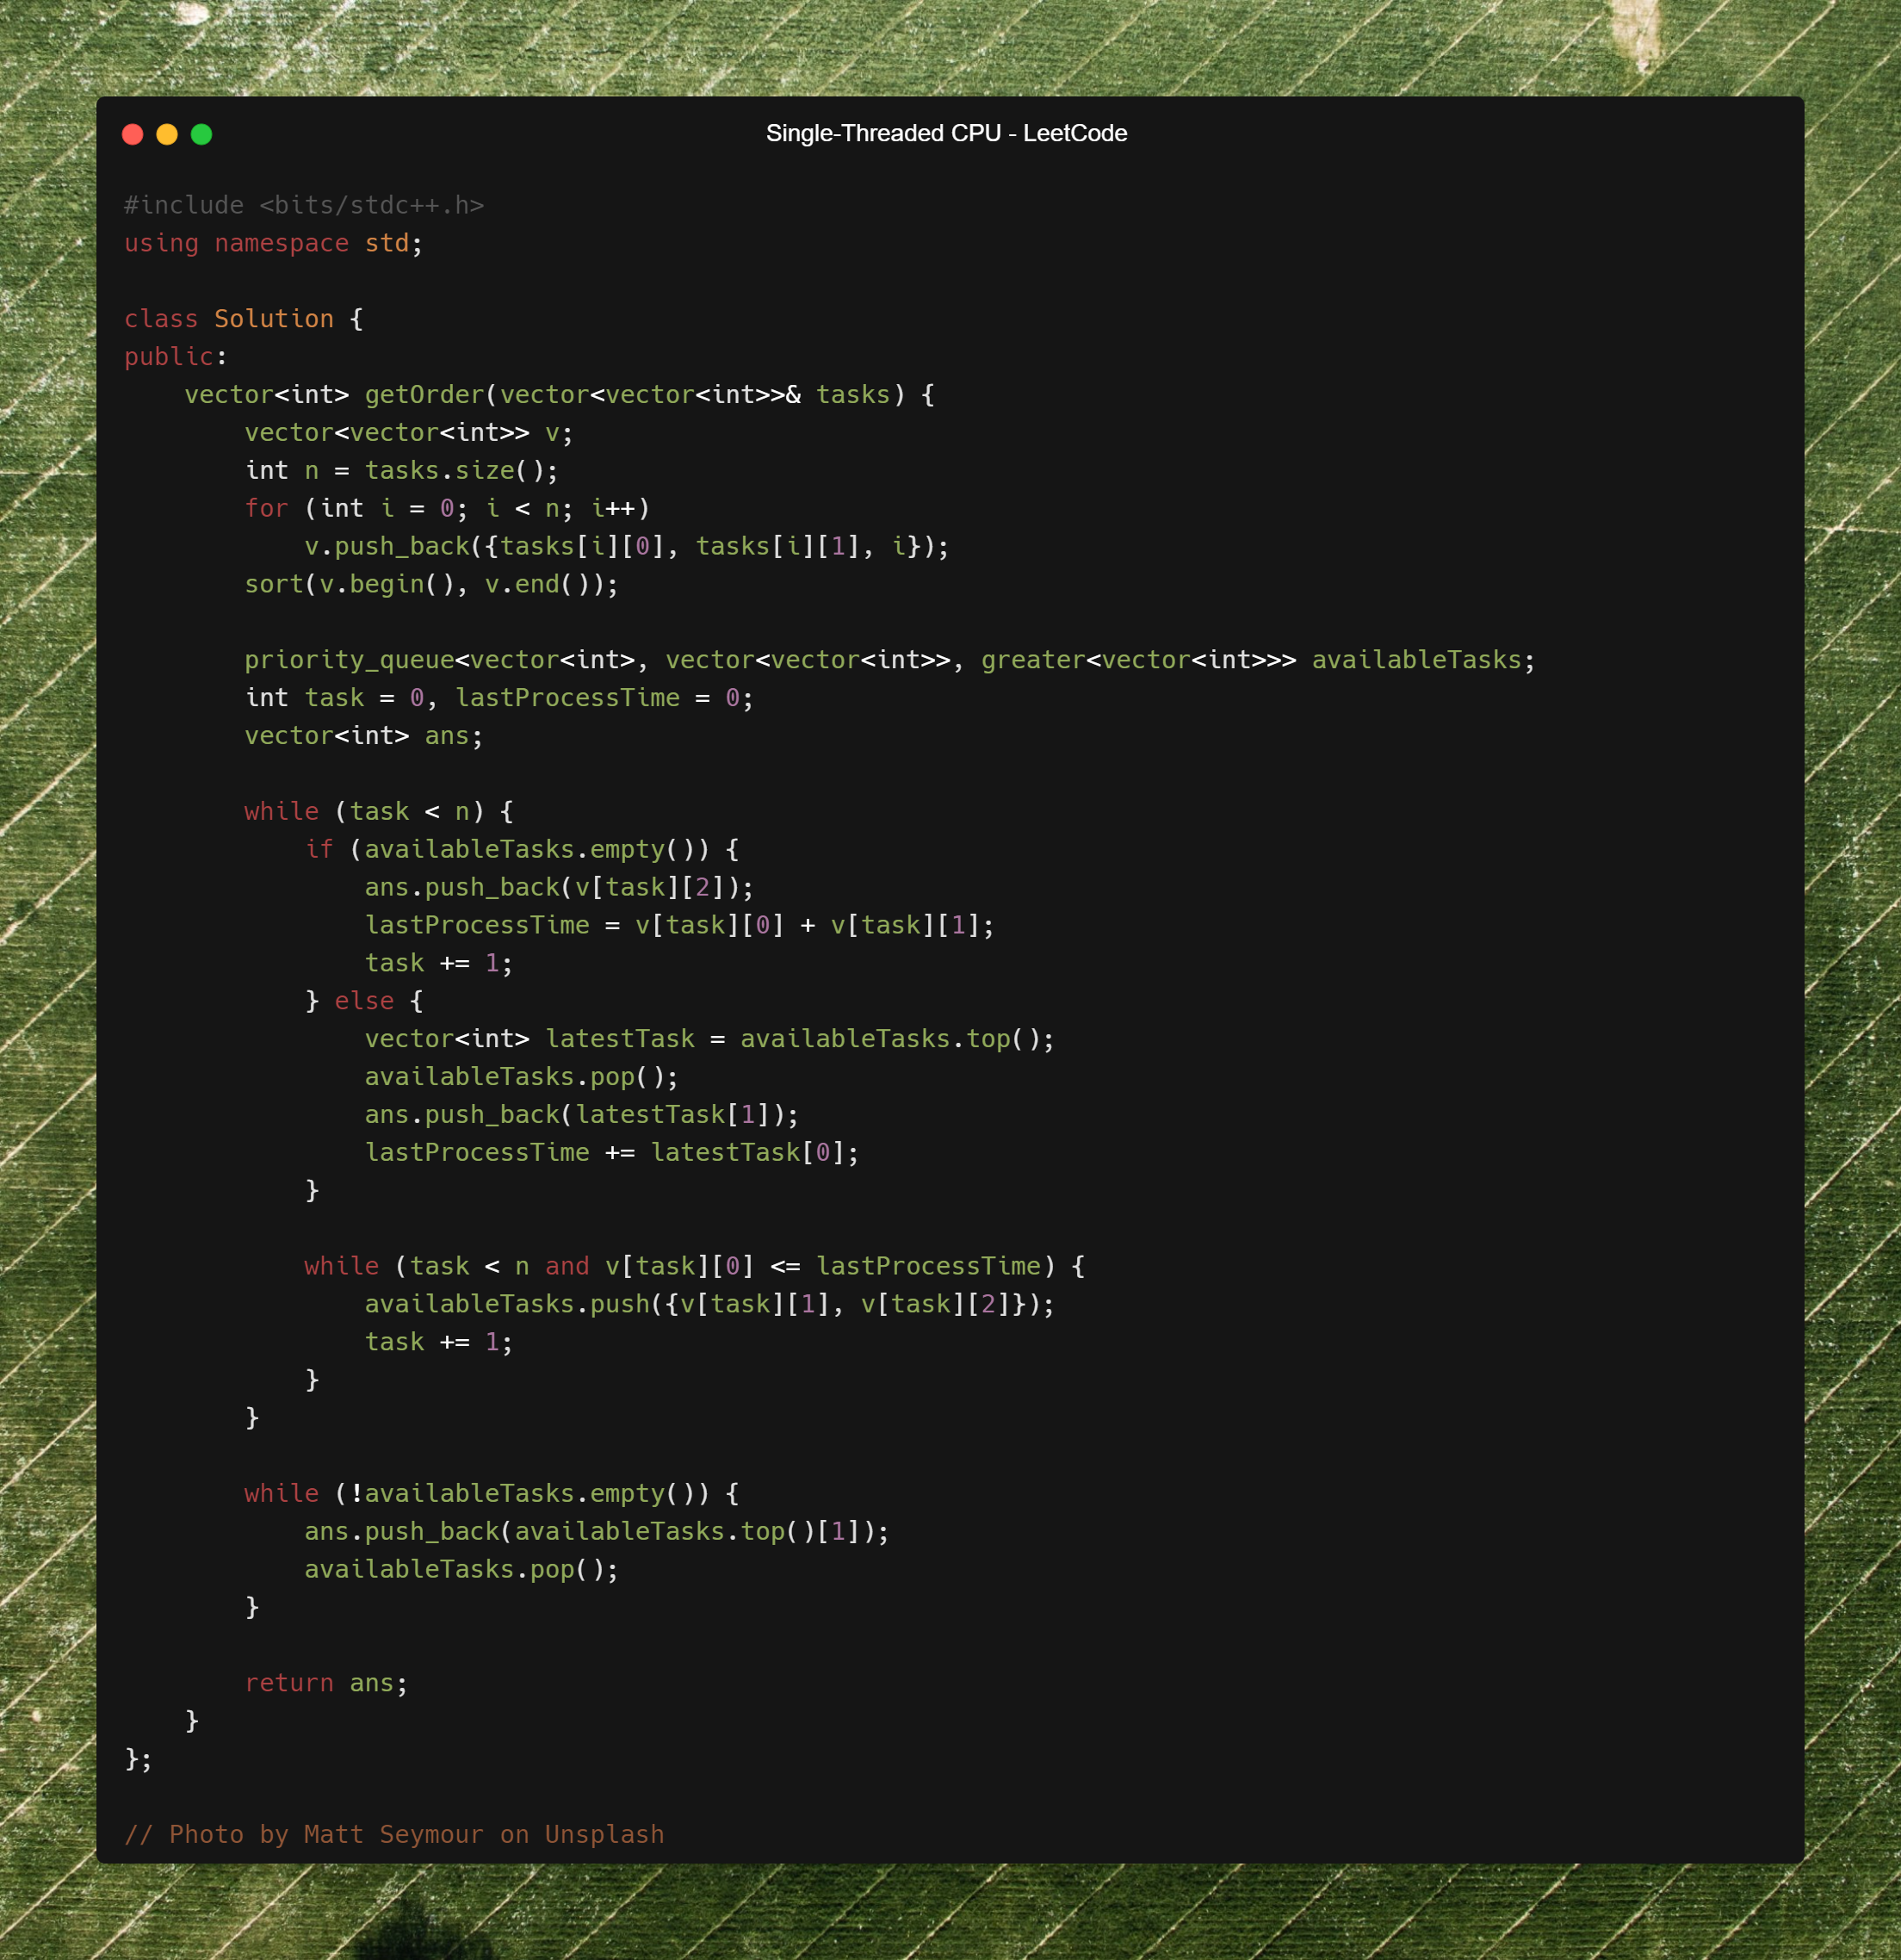 Single-Threaded CPU - LeetCode
#include <bits/stdc++.h>
using namespace std;

class Solution {
public:
    vector<int> getOrder(vector<vector<int>>& tasks) {
        vector<vector<int>> v;
        int n = tasks.size();
        for (int i = 0; i < n; i++)
            v.push_back({tasks[i][0], tasks[i][1], i});
        sort(v.begin(), v.end());

        priority_queue<vector<int>, vector<vector<int>>, greater<vector<int>>> availableTasks;
        int task = 0, lastProcessTime = 0;
        vector<int> ans;

        while (task < n) {
            if (availableTasks.empty()) {
                ans.push_back(v[task][2]);
                lastProcessTime = v[task][0] + v[task][1];
                task += 1;
            } else {
                vector<int> latestTask = availableTasks.top();
                availableTasks.pop();
                ans.push_back(latestTask[1]);
                lastProcessTime += latestTask[0];
            }

            while (task < n and v[task][0] <= lastProcessTime) {
                availableTasks.push({v[task][1], v[task][2]});
                task += 1;
            }
        }

        while (!availableTasks.empty()) {
            ans.push_back(availableTasks.top()[1]);
            availableTasks.pop();
        }

        return ans;
    }
};

// Photo by Matt Seymour on Unsplash